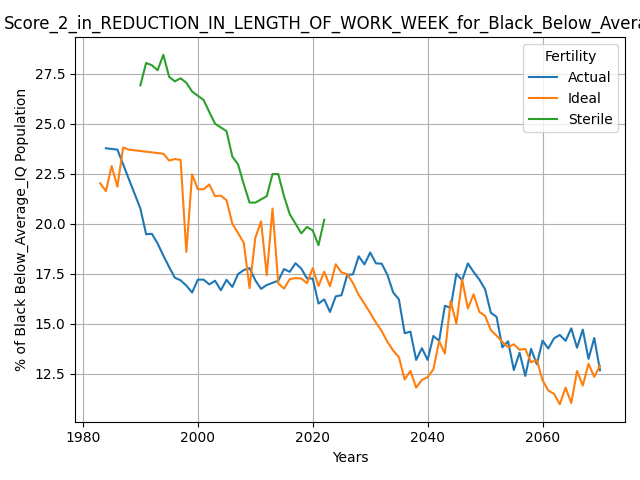 Score_2_in_REDUCTION_IN_LENGTH_OF_WORK_WEEK_for_Black_Below_Avera
Fertility
Actual
Ideal
Sterile
% of Black Below_Average_IQ Population
27.5
25.0
22.5
20.0
17.5
15.0
12.5
1980 2000 2020 2040 2060
Years